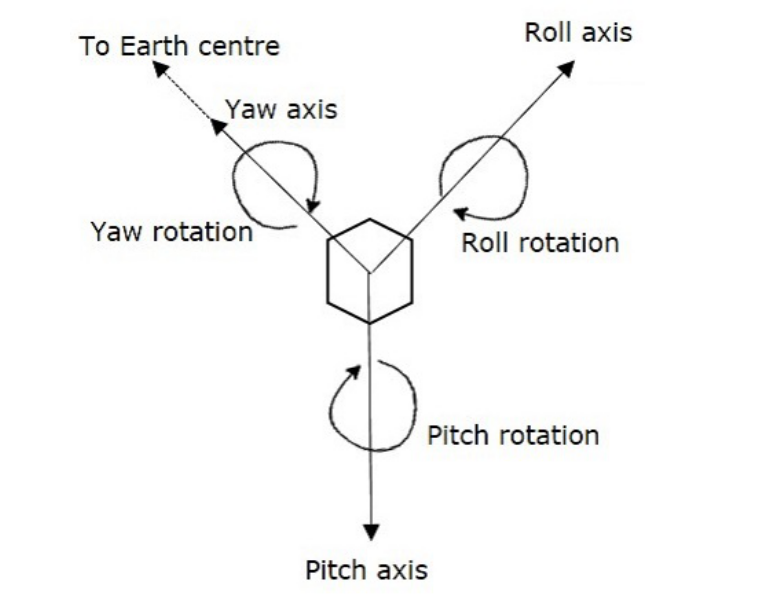 To Earth centre
Roll axis
Yaw axis
Yaw rotation
Roll rotation
Pitch rotation
Pitch axis